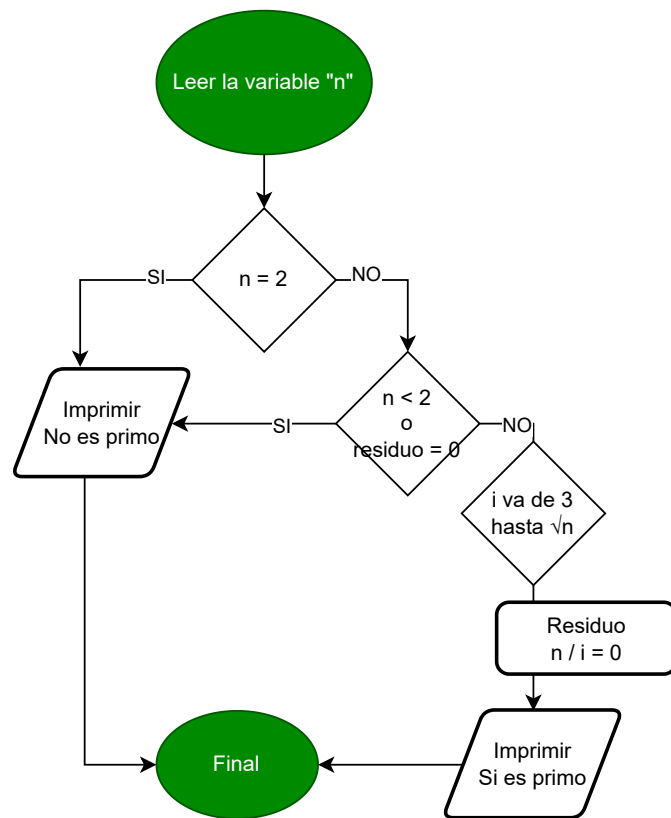 Leer la variable "n"
n = 2
SI
NO
n < 2
o
residuo = 0
SI
NO
Imprimir
No es primo
i va de 3
hasta √n
Residuo
n / i = 0
Imprimir
Si es primo
Final